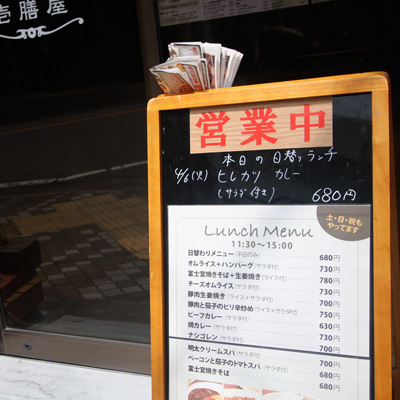 壱膳屋
営業中
本日の日替りランチ
4/6(火) ヒレカツ カレー
(サラダ付き)
680円
土・日・祝も
やってます
Lunch Menu
11:30〜15:00
日替わりメニュー(平日のみ) 680円
オムライス+ハンバーグ(サラダ付) 730円
富士宮焼きそば+生姜焼き(ライス付) 780円
チーズオムライス(サラダ付) 730円
豚肉生姜焼き(ライス+サラダ付) 700円
豚肉と茄子のピリ辛炒め(ライス+サラダ付) 750円
ビーフカレー(サラダ付) 630円
焼カレー(サラダ付) 730円
ナシゴレン(サラダ付) 700円
明太クリームスパ(サラダ付) 700円
ベーコンと茄子のトマトスパ(サラダ付) 680円
富士宮焼きそば 500円